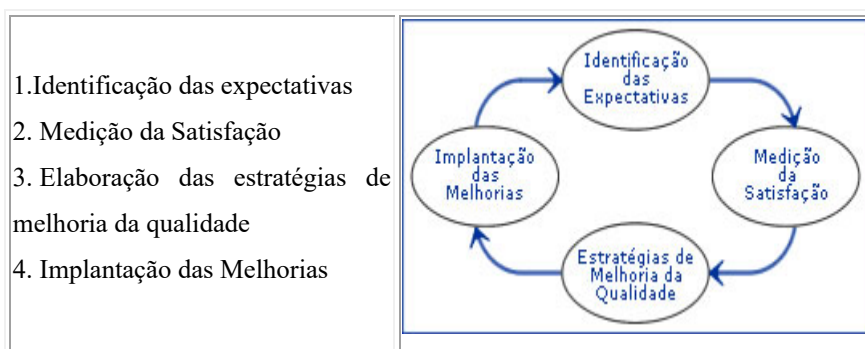 1.Identificação das expectativas
2. Medição da Satisfação
3. Elaboração das estratégias de
melhoria da qualidade
4. Implantação das Melhorias
Identificação
das
Expectativas
Medição
da
Satisfação
Estratégias de
Melhoria da
Qualidade
Implantação
das
Melhorias